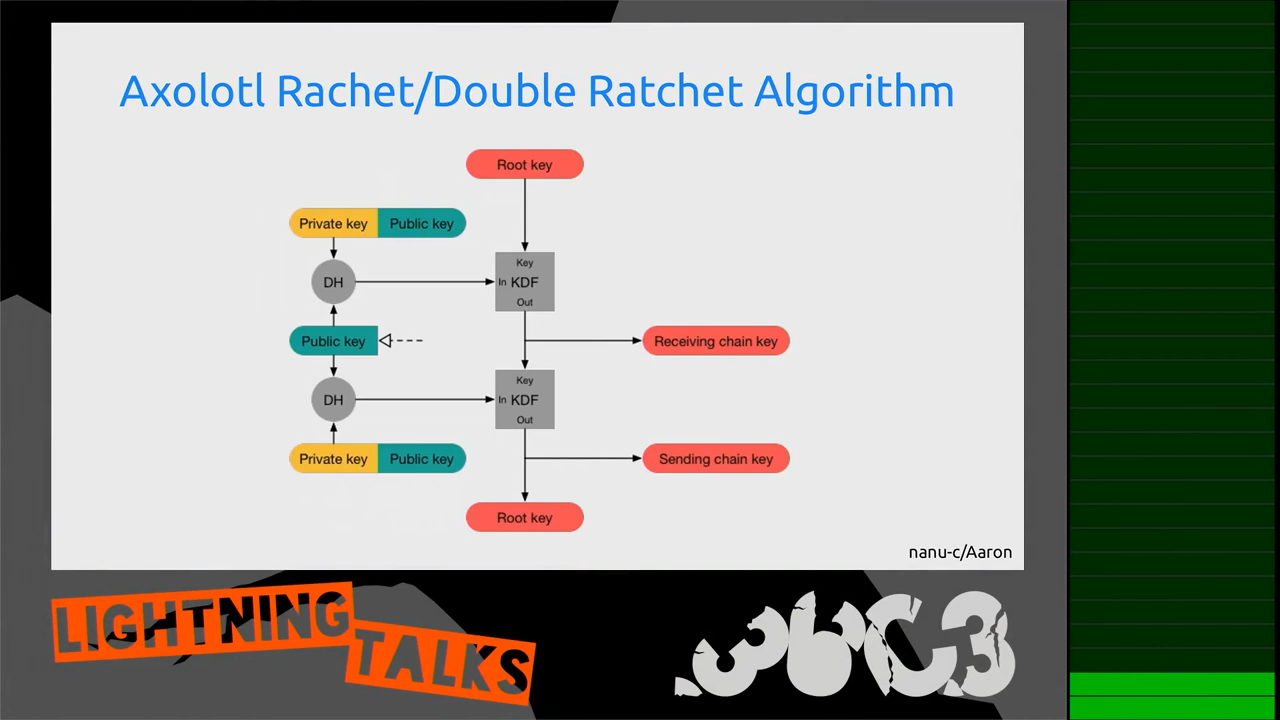 Axolotl Rachet/Double Ratchet Algorithm
Root key
Private key Public key
Key
In KDF
Out
DH
Public key
Receiving chain key
Key
In KDF
Out
DH
Private key Public key
Sending chain key
Root key
nanu-c/Aaron
LIGHTNING
TALKS
36C3